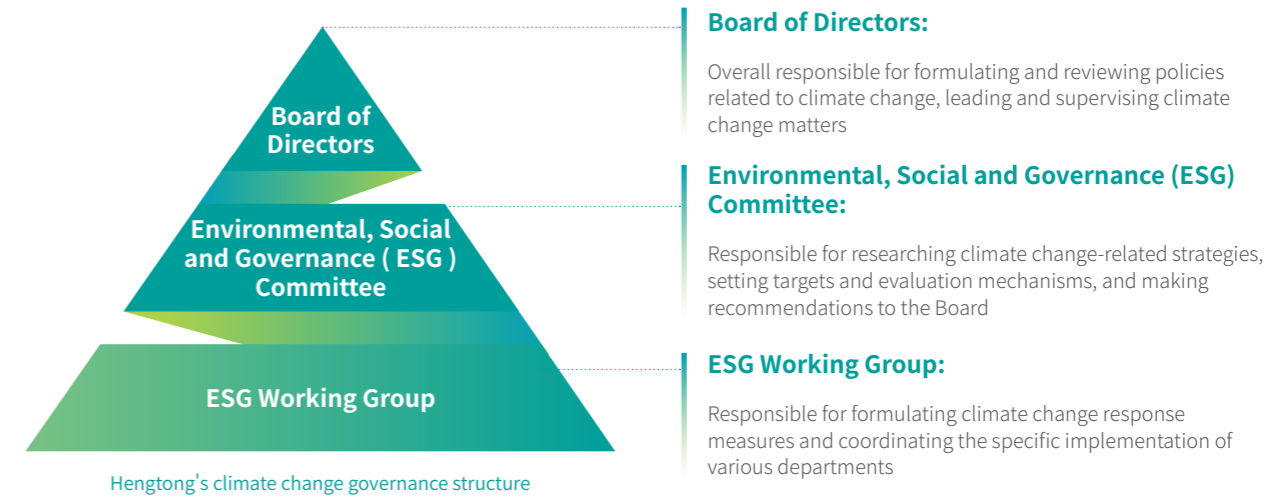 Board of
Directors
Environmental, Social
and Governance ( ESG )
Committee
ESG Working Group
Hengtong's climate change governance structure
Board of Directors:
Overall responsible for formulating and reviewing policies
related to climate change, leading and supervising climate
change matters
Environmental, Social and Governance (ESG)
Committee:
Responsible for researching climate change-related strategies,
setting targets and evaluation mechanisms, and making
recommendations to the Board
ESG Working Group:
Responsible for formulating climate change response
measures and coordinating the specific implementation of
various departments